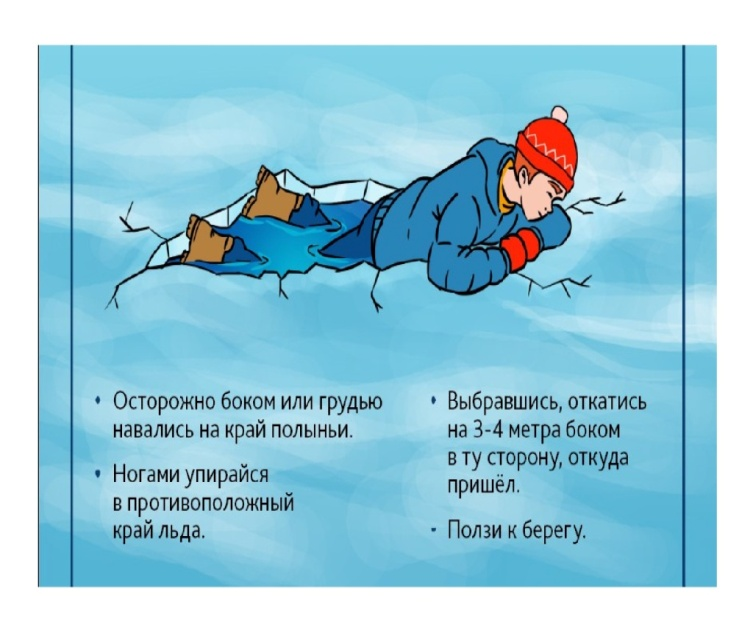 • Осторожно боком или грудью
навались на край полыньи.
• Ногами упирайся
в противоположный
край льда.
• Выбравшись, откатись
на 3-4 метра боком
в ту сторону, откуда
пришёл.
- Ползи к берегу.